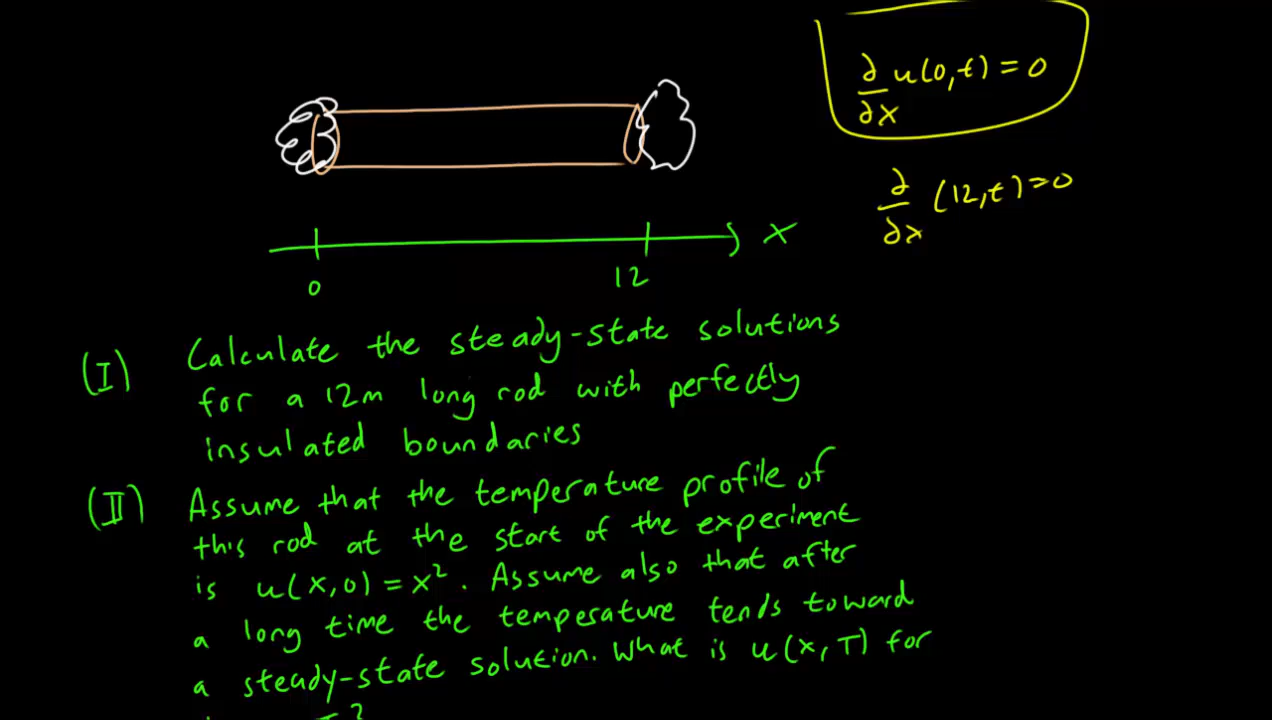 ∂/∂x u(0,t) = 0
∂/∂x (12,t) = 0
x
0 12
(I) Calculate the steady-state solutions
for a 12m long rod with perfectly
insulated boundaries
(II) Assume that the temperature profile of
this rod at the start of the experiment
is u(x,0) = x². Assume also that after
a long time the temperature tends toward
a steady-state solution. What is u(x,T) for